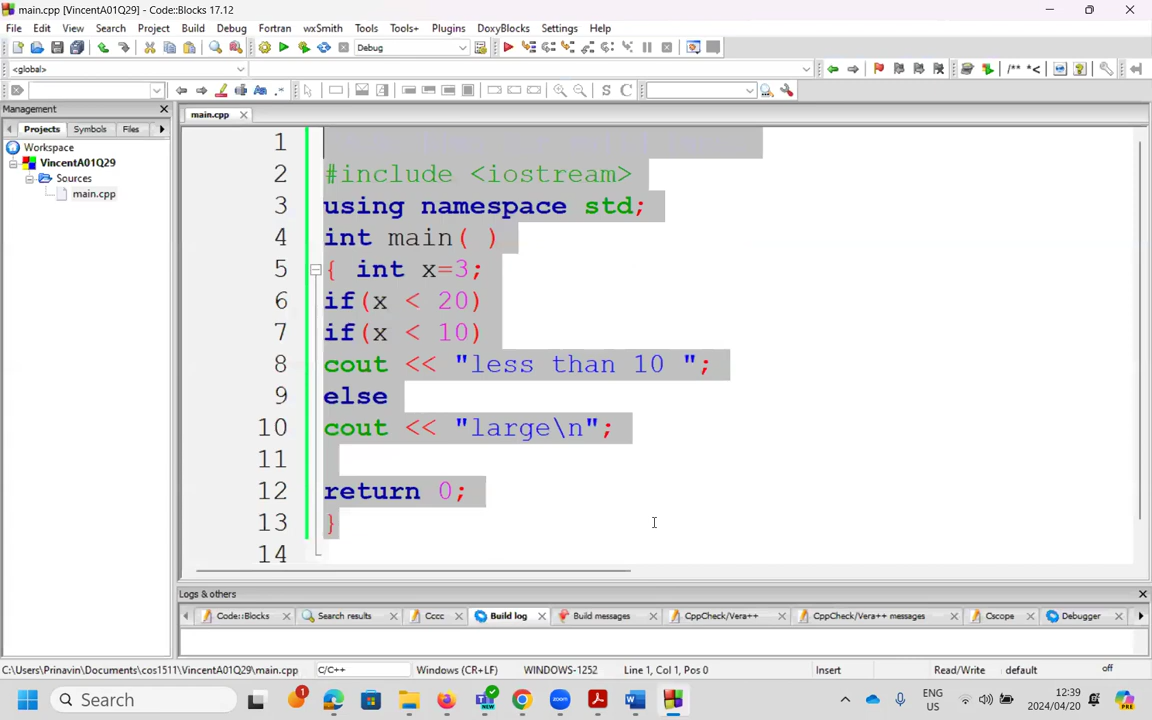 main.cpp [VincentA01Q29] - Code::Blocks 17.12
File Edit View Search Project Build Debug Fortran wxSmith Tools Tools+ Plugins DoxyBlocks Settings Help
Debug
<global>
/** *<
S C
Management
main.cpp
Projects Symbols Files
Workspace
VincentA01Q29
Sources
main.cpp
1
2 #include <iostream>
3 using namespace std;
4 int main( )
5 { int x=3;
6 if(x < 20)
7 if(x < 10)
8 cout << "less than 10 ";
9 else
10 cout << "large\n";
11
12 return 0;
13 }
14
Logs & others
Code::Blocks Search results Cccc Build log Build messages CppCheck/Vera++ CppCheck/Vera++ messages Cscope Debugger
C:\Users\Prinavin\Documents\cos1511\VincentA01Q29\main.cpp C/C++ Windows (CR+LF) WINDOWS-1252 Line 1, Col 1, Pos 0 Insert Read/Write default off
Search
1
NEW
zoom
ENG
US
12:39
2024/04/20
PRE